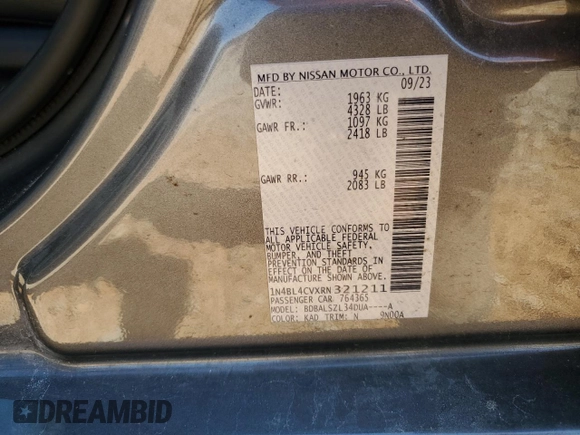 MFD BY NISSAN MOTOR CO., LTD.
DATE: 09/23
GVWR: 1963 KG
4328 LB
GAWR FR.: 1097 KG
2418 LB
GAWR RR.: 945 KG
2083 LB
THIS VEHICLE CONFORMS TO
ALL APPLICABLE FEDERAL
MOTOR VEHICLE SAFETY,
BUMPER, AND THEFT
PREVENTION STANDARDS IN
EFFECT ON THE DATE OF
MANUFACTURE SHOWN ABOVE.
1N4BL4CVXRN321211
PASSENGER CAR 764365
MODEL: BDBALSZL34DUA----A
COLOR: KAD TRIM: N 9N00A
DREAMBID